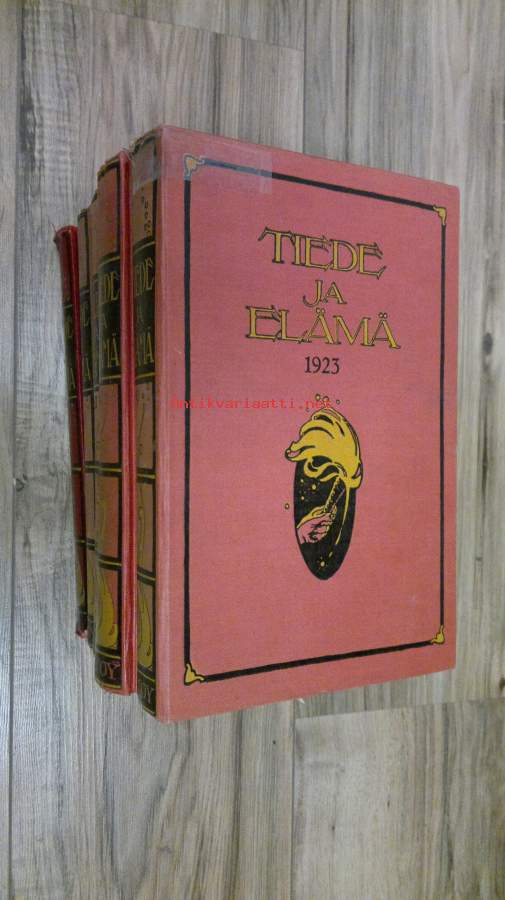 TIEDE
JA
ELÄMÄ
1923
antikvariaatti.net